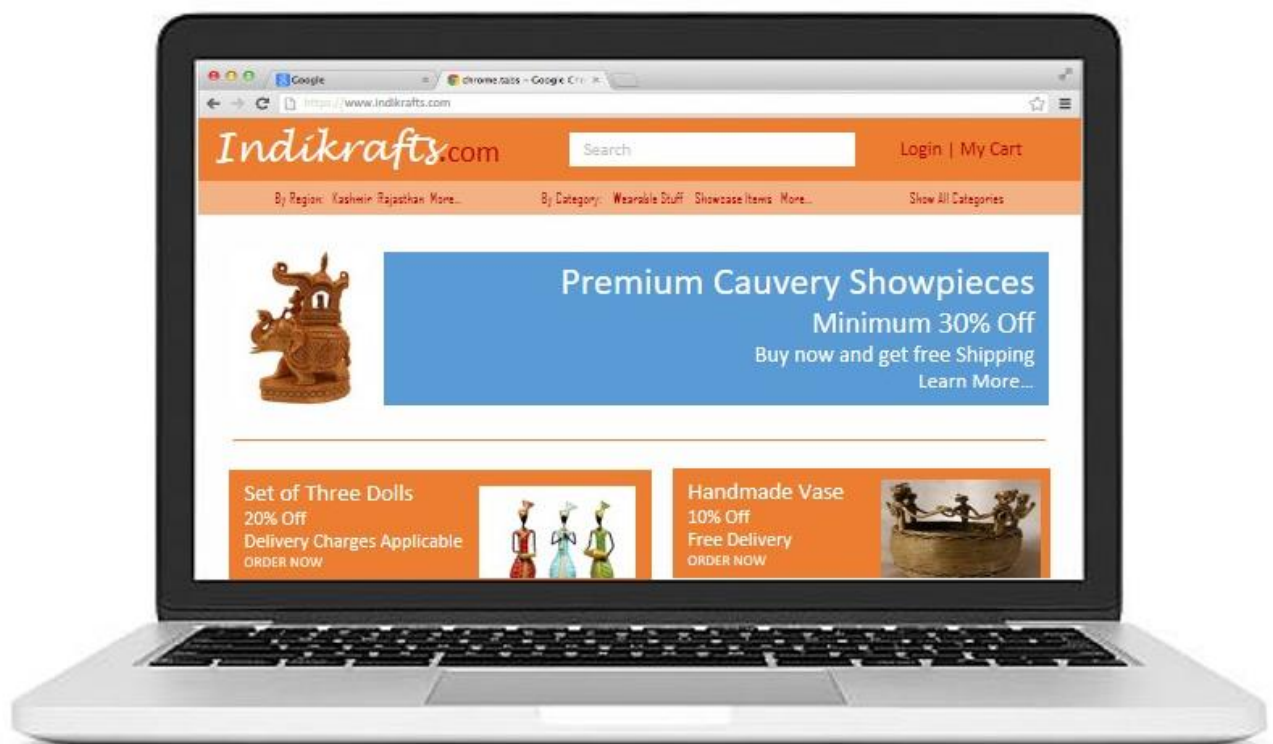 Google
chrome.tabs - Google Chr
https://www.indikrafts.com
Indikrafts.com
Search
Login | My Cart
By Region: Kashmir Rajasthan More...
By Category: Wearable Stuff Showcase Items More...
Show All Categories
Premium Cauvery Showpieces
Minimum 30% Off
Buy now and get free Shipping
Learn More...
Set of Three Dolls
20% Off
Delivery Charges Applicable
ORDER NOW
Handmade Vase
10% Off
Free Delivery
ORDER NOW